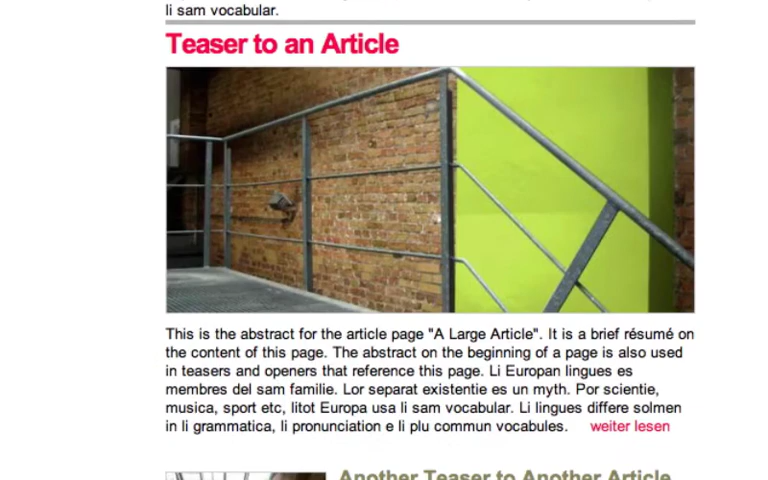 li sam vocabular.
Teaser to an Article
This is the abstract for the article page "A Large Article". It is a brief résumé on
the content of this page. The abstract on the beginning of a page is also used
in teasers and openers that reference this page. Li Europan lingues es
membres del sam familie. Lor separat existentie es un myth. Por scientie,
musica, sport etc, litot Europa usa li sam vocabular. Li lingues differe solmen
in li grammatica, li pronunciation e li plu commun vocabules. weiter lesen
Another Teaser to Another Article